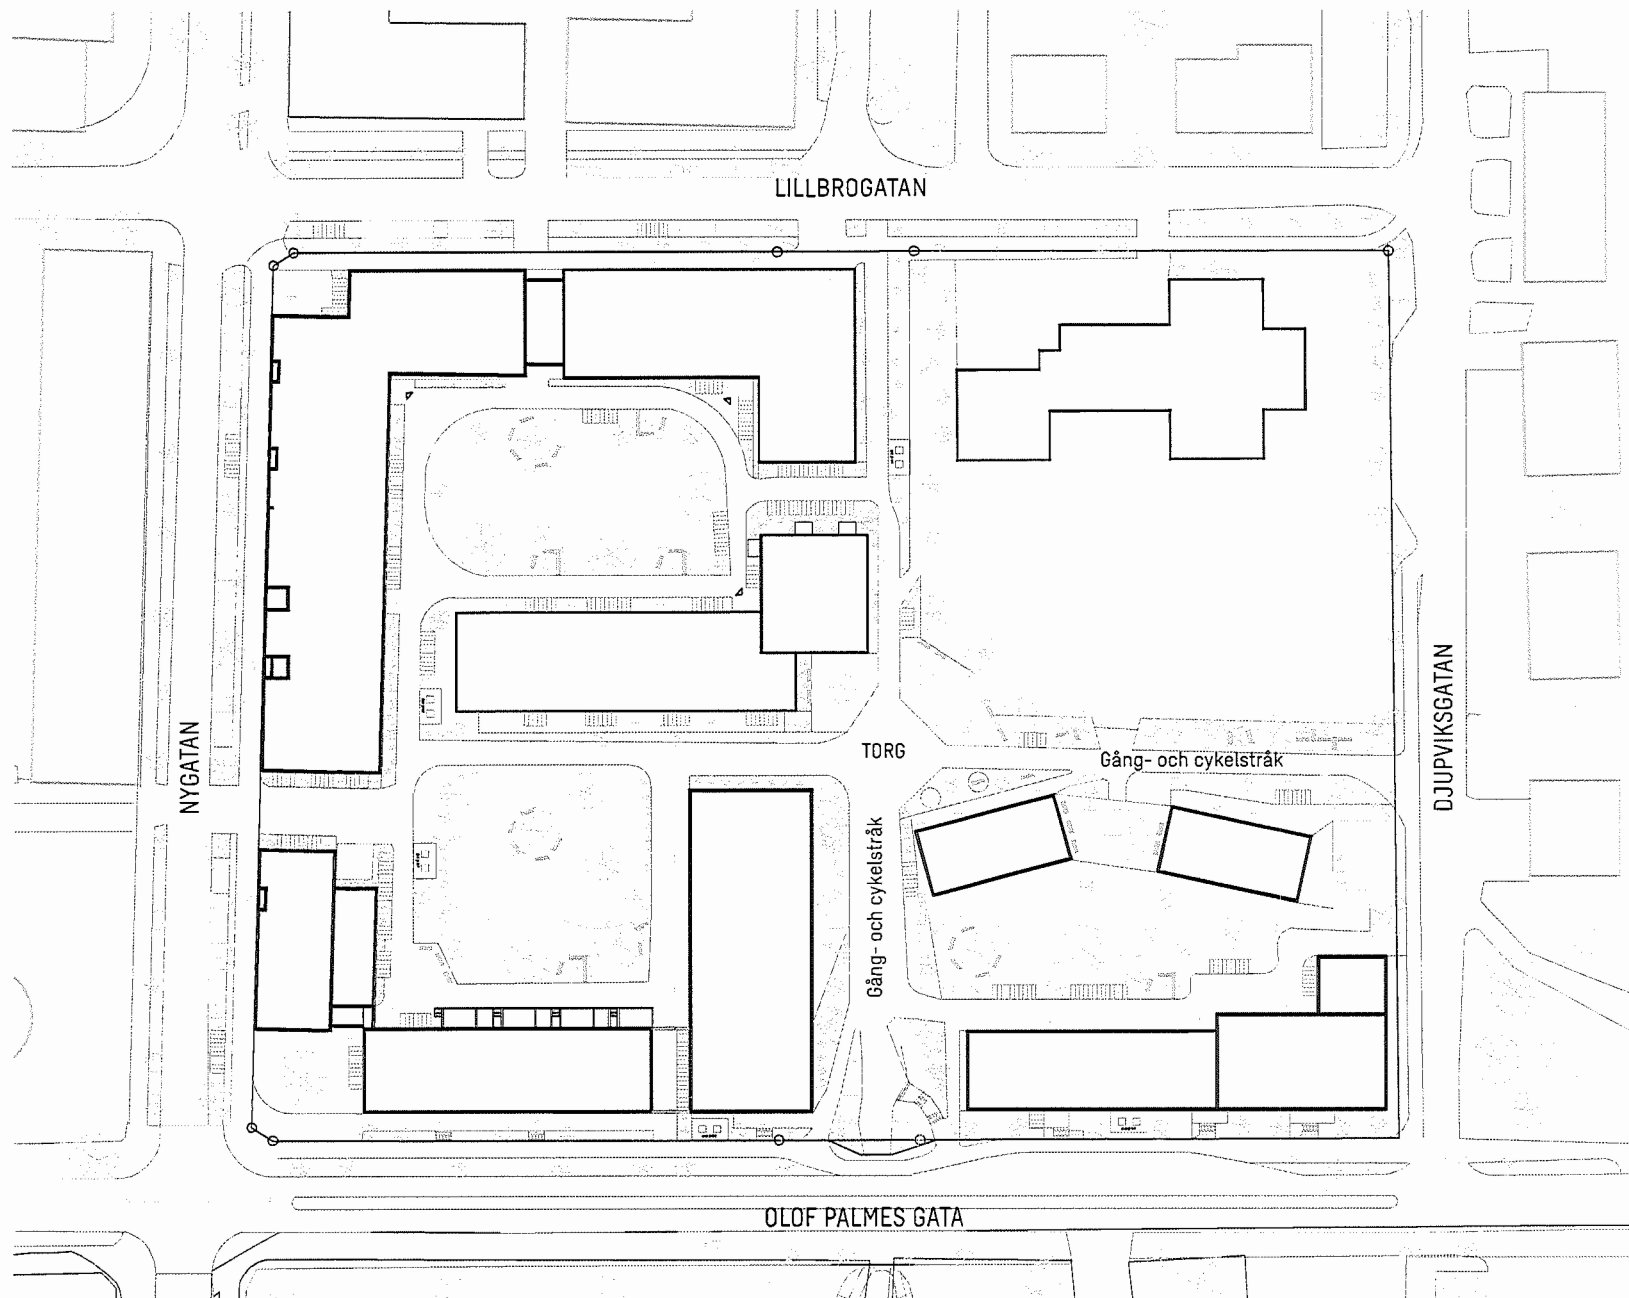 LILLBROGATAN
NYGATAN
TORG
Gång- och cykelstråk
DJUPVIKSGATAN
Gång- och cykelstråk
OLOF PALMES GATA